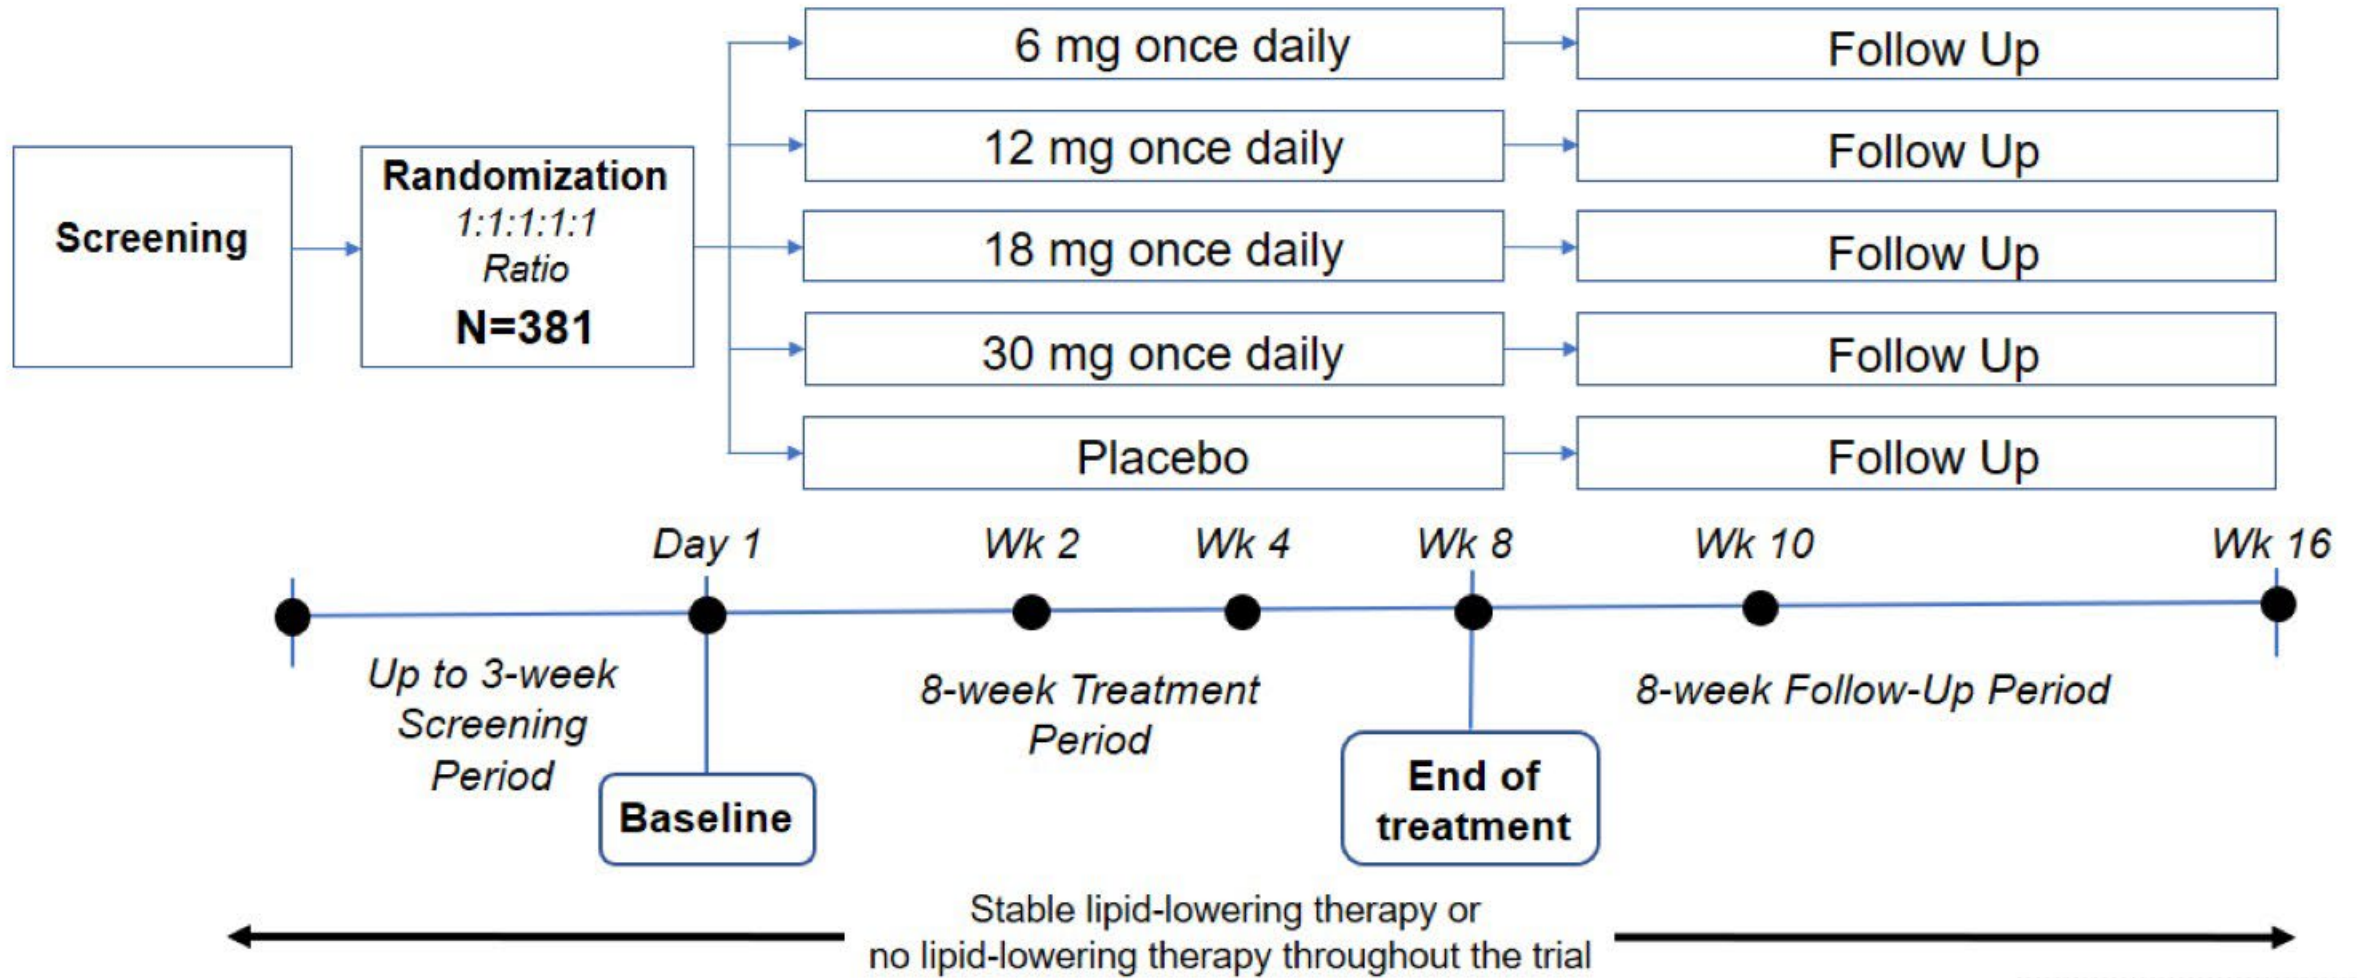 Screening
Randomization
1:1:1:1:1
Ratio
N=381
6 mg once daily
Follow Up
12 mg once daily
Follow Up
18 mg once daily
Follow Up
30 mg once daily
Follow Up
Placebo
Follow Up
Day 1
Wk 2
Wk 4
Wk 8
Wk 10
Wk 16
Up to 3-week
Screening
Period
8-week Treatment
Period
8-week Follow-Up Period
Baseline
End of
treatment
Stable lipid-lowering therapy or
no lipid-lowering therapy throughout the trial